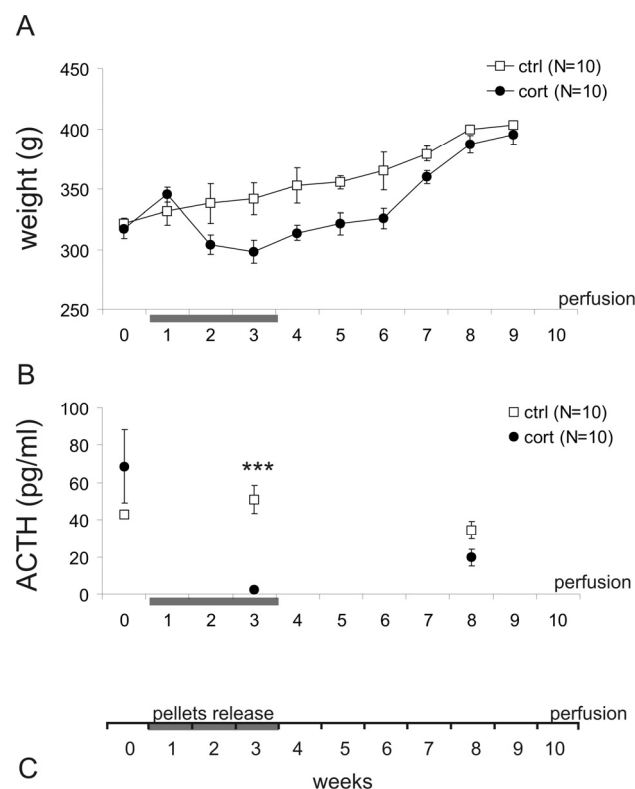 A
450
400
350
300
250
weight (g)
ctrl (N=10)
cort (N=10)
perfusion
0 1 2 3 4 5 6 7 8 9 10
B
100
80
60
40
20
0
ACTH (pg/ml)
ctrl (N=10)
cort (N=10)
***
perfusion
0 1 2 3 4 5 6 7 8 9 10
pellets release
perfusion
0 1 2 3 4 5 6 7 8 9 10
C
weeks